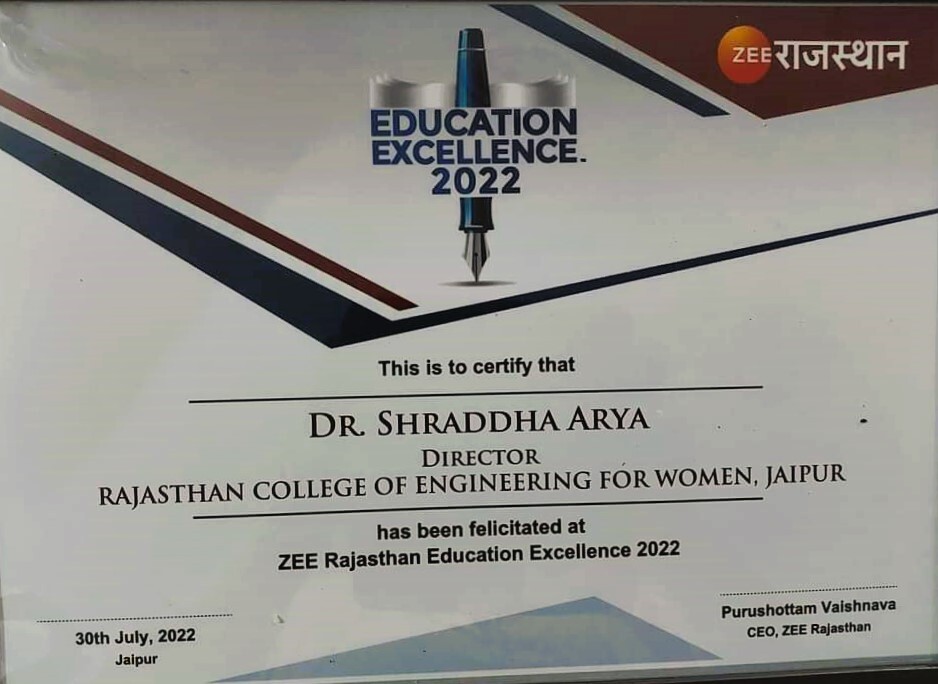 ZEE राजस्थान
EDUCATION
EXCELLENCE.
2022
This is to certify that
DR. SHRADDHA ARYA
DIRECTOR
RAJASTHAN COLLEGE OF ENGINEERING FOR WOMEN, JAIPUR
has been felicitated at
ZEE Rajasthan Education Excellence 2022
30th July, 2022
Jaipur
Purushottam Vaishnava
CEO, ZEE Rajasthan